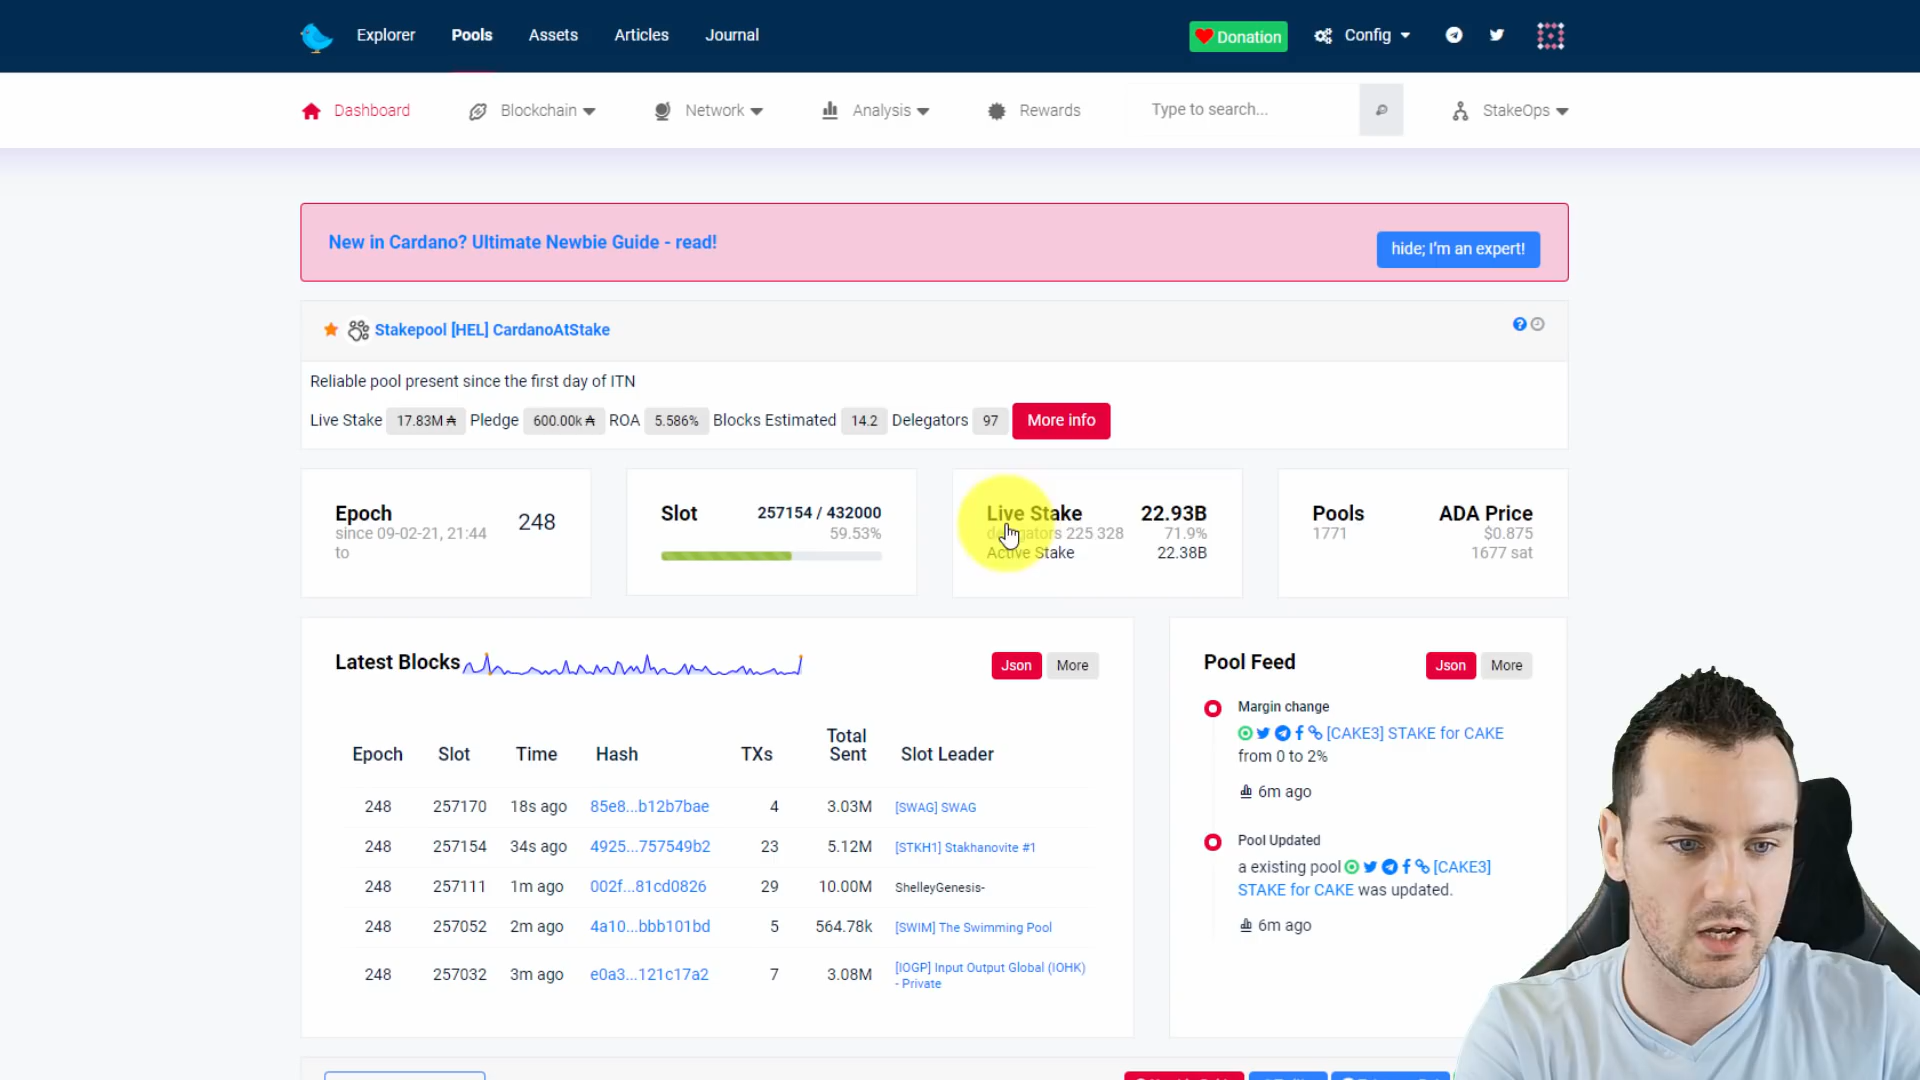 Explorer Pools Assets Articles Journal Donation Config
Dashboard Blockchain Network Analysis Rewards Type to search... StakeOps
New in Cardano? Ultimate Newbie Guide - read!
hide; I'm an expert!
Stakepool [HEL] CardanoAtStake
Reliable pool present since the first day of ITN
Live Stake 17.83M ₳ Pledge 600.00k ₳ ROA 5.586% Blocks Estimated 14.2 Delegators 97 More info
Epoch 248
since 09-02-21, 21:44
to
Slot 257154 / 432000
59.53%
Live Stake 22.93B
delegators 225 328 71.9%
Active Stake 22.38B
Pools ADA Price
1771 $0.875
1677 sat
Latest Blocks Json More
Epoch Slot Time Hash TXs Total Sent Slot Leader
248 257170 18s ago 85e8...b12b7bae 4 3.03M [SWAG] SWAG
248 257154 34s ago 4925...757549b2 23 5.12M [STKH1] Stakhanovite #1
248 257111 1m ago 002f...81cd0826 29 10.00M ShelleyGenesis-
248 257052 2m ago 4a10...bbb101bd 5 564.78k [SWIM] The Swimming Pool
248 257032 3m ago e0a3...121c17a2 7 3.08M [IOGP] Input Output Global (IOHK)
- Private
Pool Feed Json More
Margin change
[CAKE3] STAKE for CAKE
from 0 to 2%
6m ago
Pool Updated
a existing pool [CAKE3]
STAKE for CAKE was updated.
6m ago